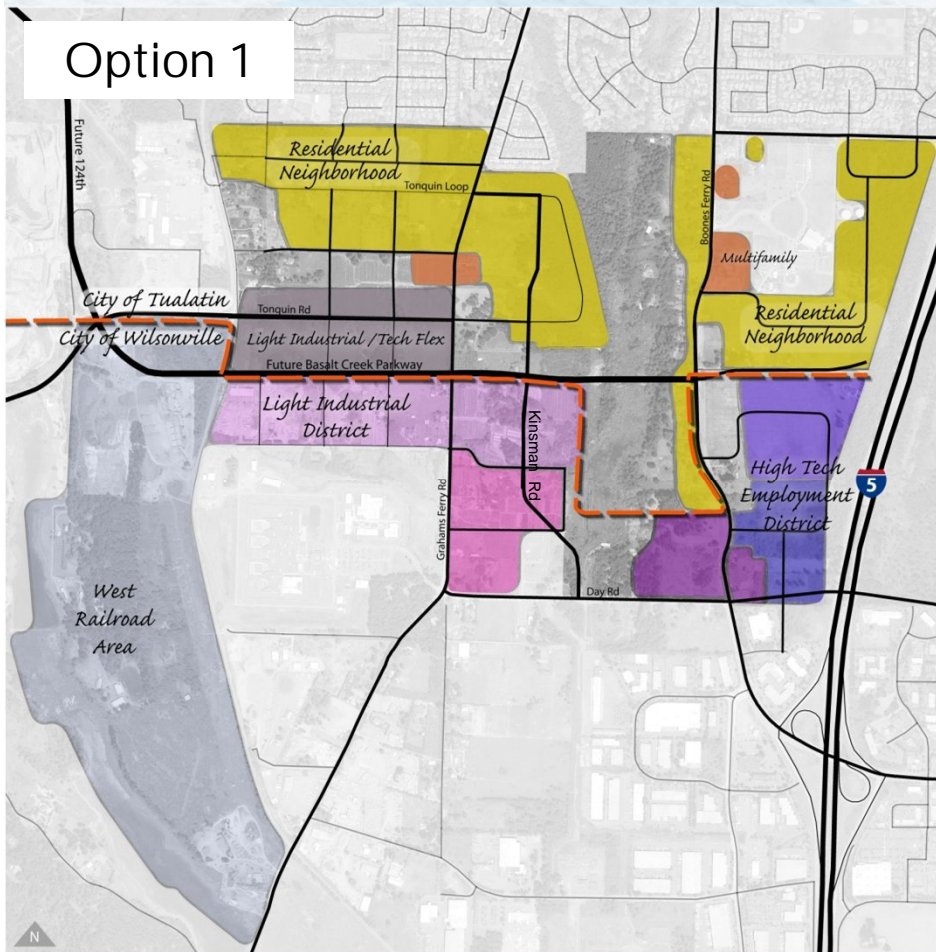 Option 1
Future 124th
Residential
Neighborhood
Tonquin Loop
Boones Ferry Rd
Multifamily
City of Tualatin
Tonquin Rd
Residential
Neighborhood
City of Wilsonville
Light Industrial / Tech Flex
Future Basalt Creek Parkway
Light Industrial
District
Kinsman Rd
High Tech
Employment
District
5
Grahams Ferry Rd
West
Railroad
Area
Day Rd
N